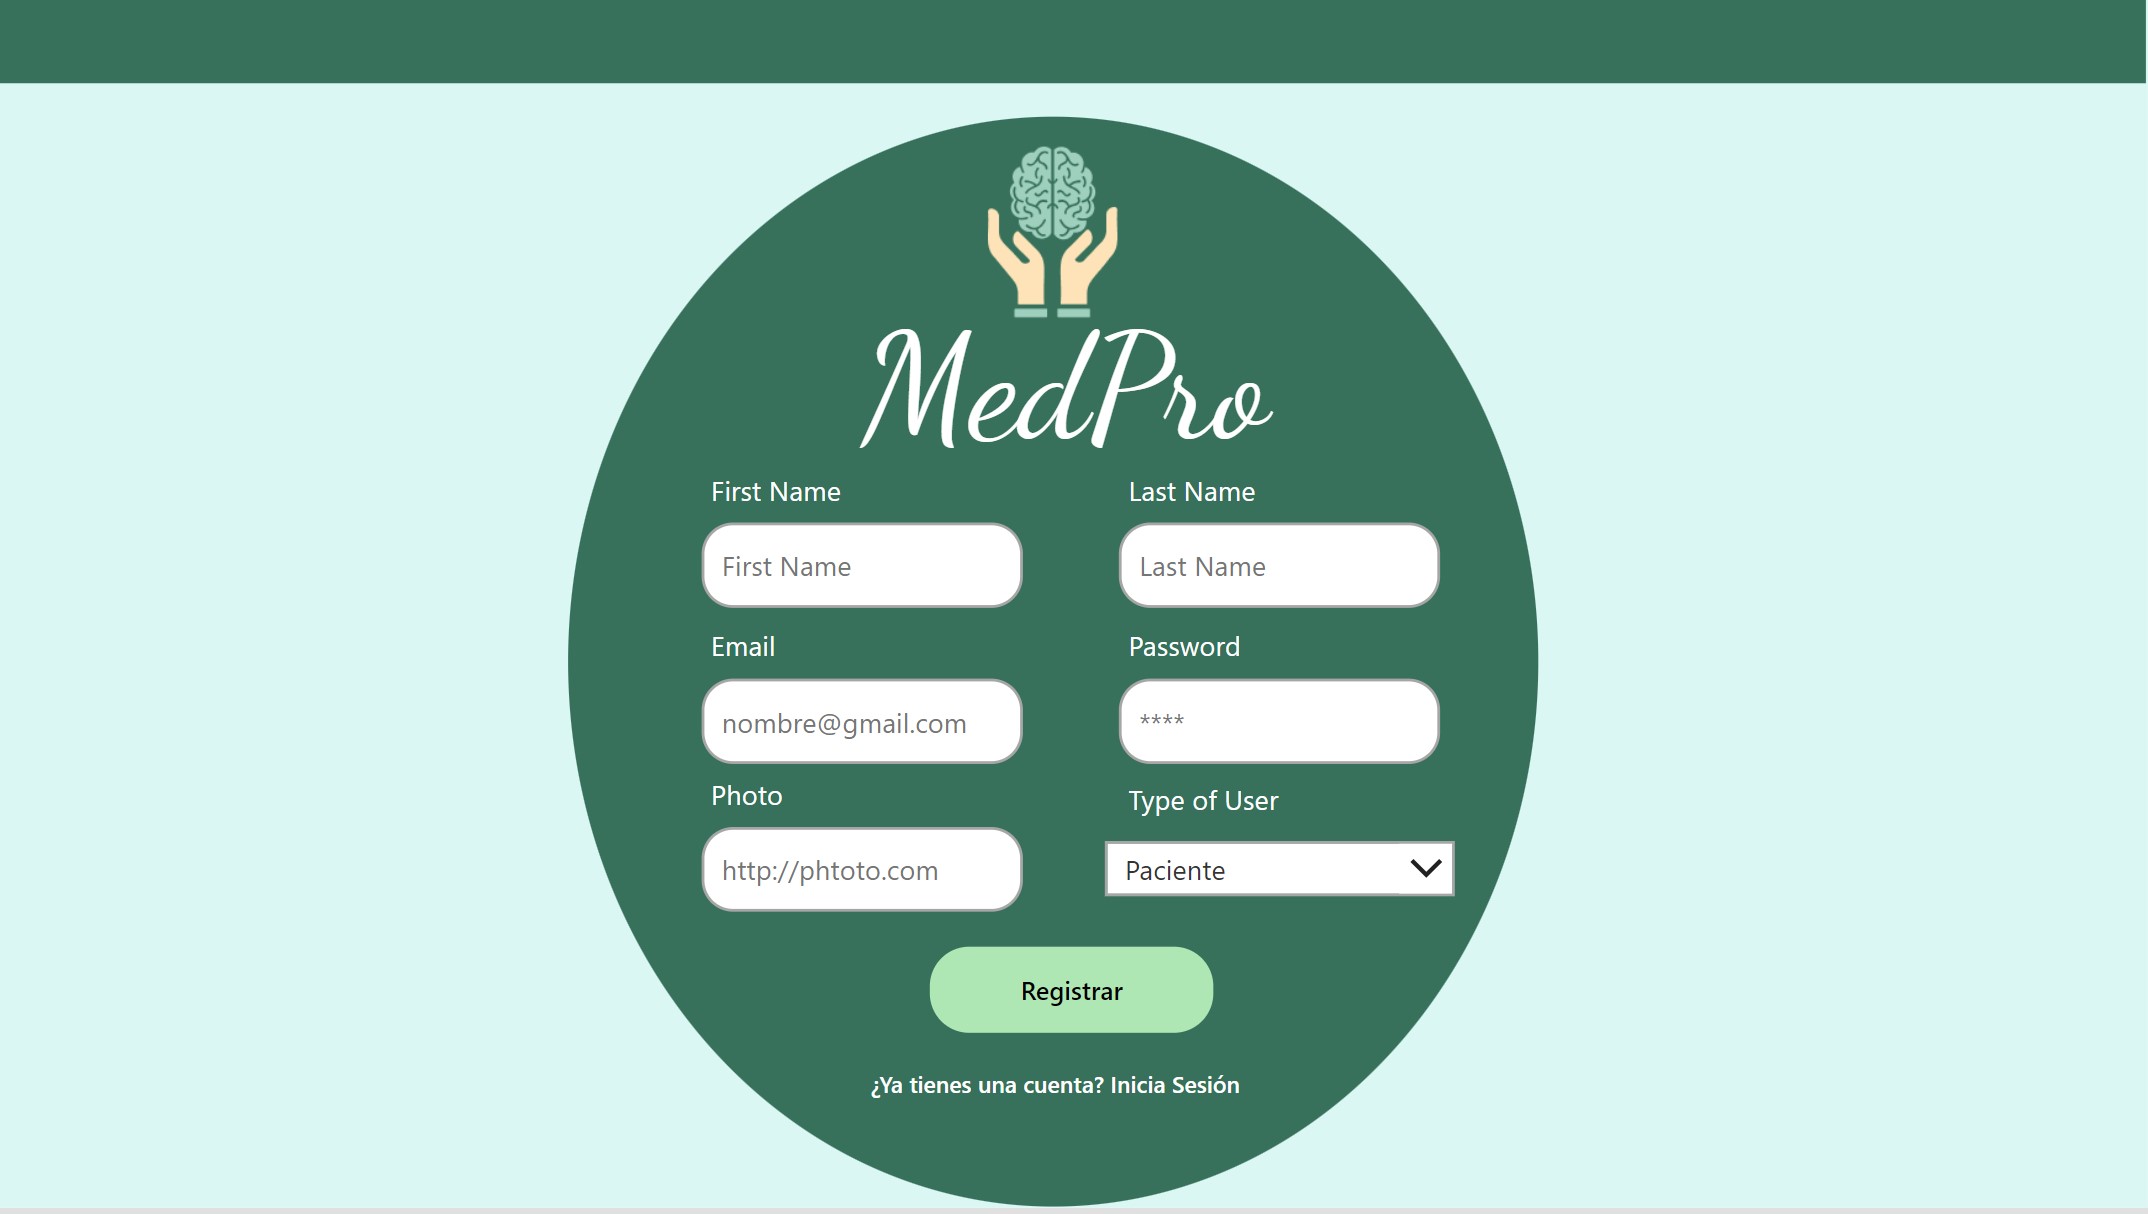 MedPro
First Name Last Name
First Name Last Name
Email Password
nombre@gmail.com ****
Photo Type of User
http://phtoto.com Paciente
Registrar
¿Ya tienes una cuenta? Inicia Sesión